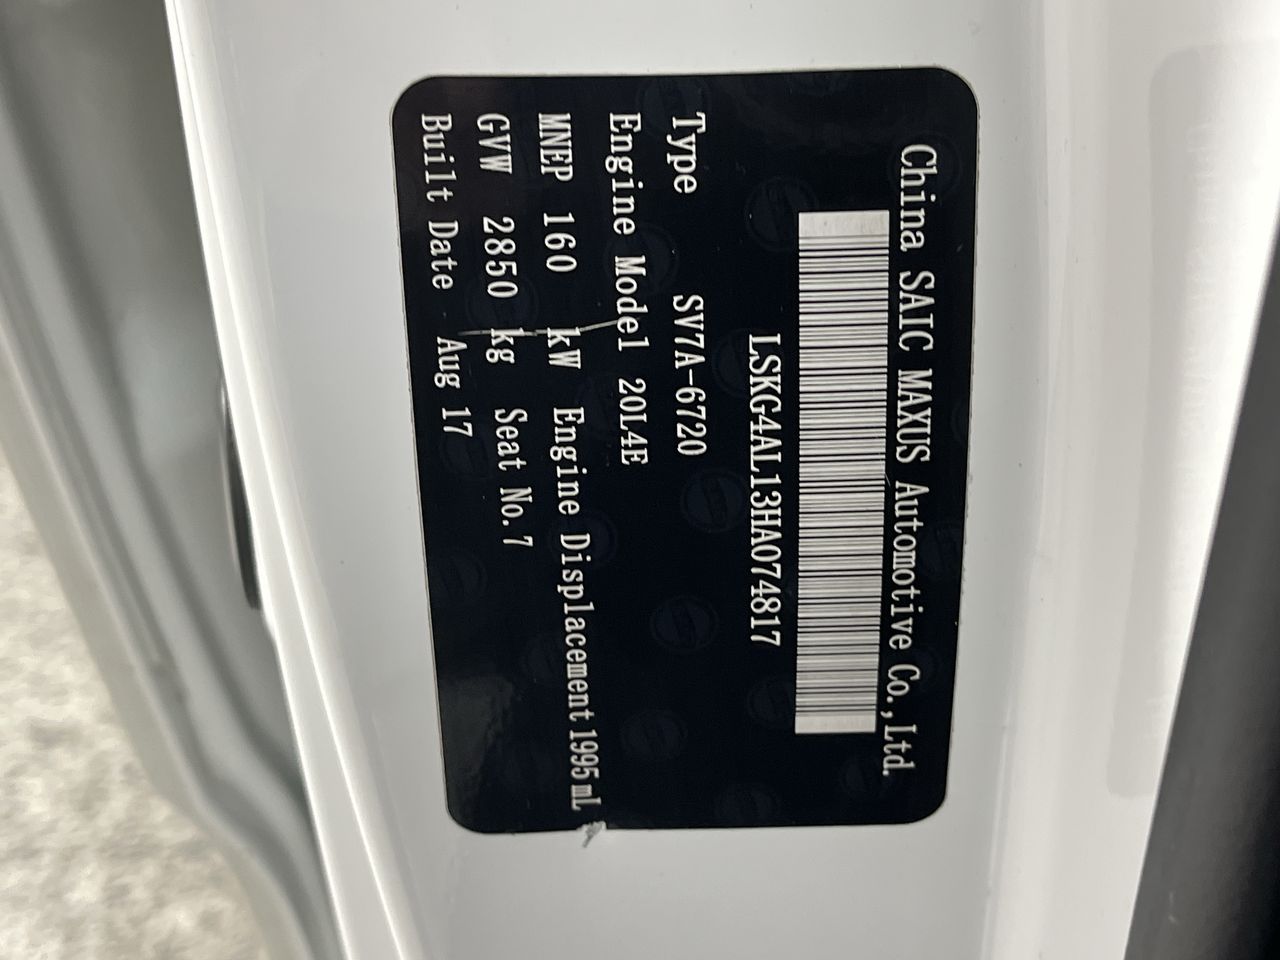 China SAIC MAXUS Automotive Co.,Ltd.
LSKG4AL13HA074817
Type SV7A-6720
Engine Model 20L4E
MNEP 160 kW Engine Displacement 1995 mL
GVW 2850 kg Seat No.7
Built Date Aug 17